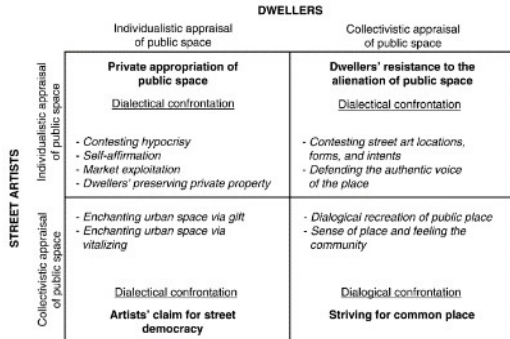 DWELLERS
Individualistic appraisal
of public space
Collectivistic appraisal
of public space
STREET ARTISTS
Individualistic appraisal
of public space
Private appropriation of
public space
Dialectical confrontation
- Contesting hypocrisy
- Self-affirmation
- Market exploitation
- Dwellers' preserving private property
Dwellers' resistance to the
alienation of public space
Dialectical confrontation
- Contesting street art locations,
forms, and intents
- Defending the authentic voice
of the place
Collectivistic appraisal
of public space
- Enchanting urban space via gift
- Enchanting urban space via
vitalizing
Dialectical confrontation
Artists' claim for street
democracy
- Dialogical recreation of public place
- Sense of place and feeling the
community
Dialogical confrontation
Striving for common place